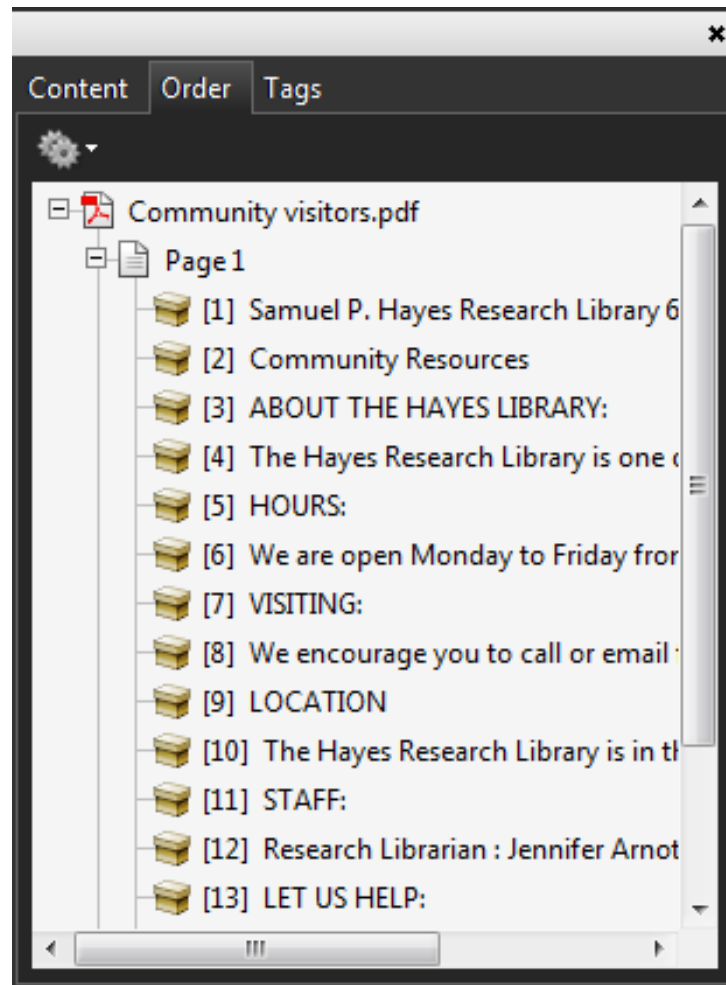 Content Order Tags
Community visitors.pdf
Page 1
[1] Samuel P. Hayes Research Library 6
[2] Community Resources
[3] ABOUT THE HAYES LIBRARY:
[4] The Hayes Research Library is one
[5] HOURS:
[6] We are open Monday to Friday
[7] VISITING:
[8] We encourage you to call or email
[9] LOCATION
[10] The Hayes Research Library is in
[11] STAFF:
[12] Research Librarian : Jennifer Arnot
[13] LET US HELP: